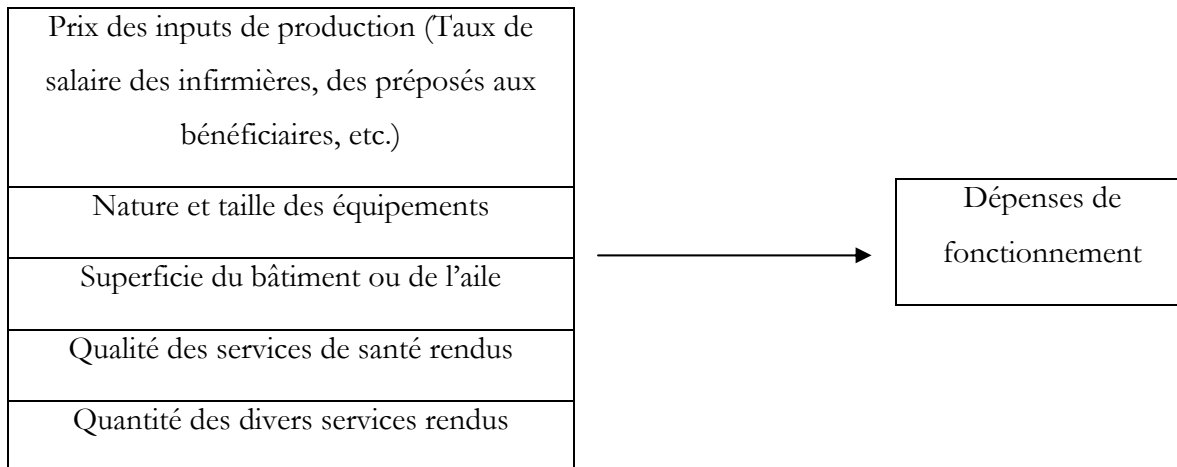 Prix des inputs de production (Taux de
salaire des infirmières, des préposés aux
bénéficiaires, etc.)
Nature et taille des équipements
Superficie du bâtiment ou de l'aile
Qualité des services de santé rendus
Quantité des divers services rendus
Dépenses de
fonctionnement